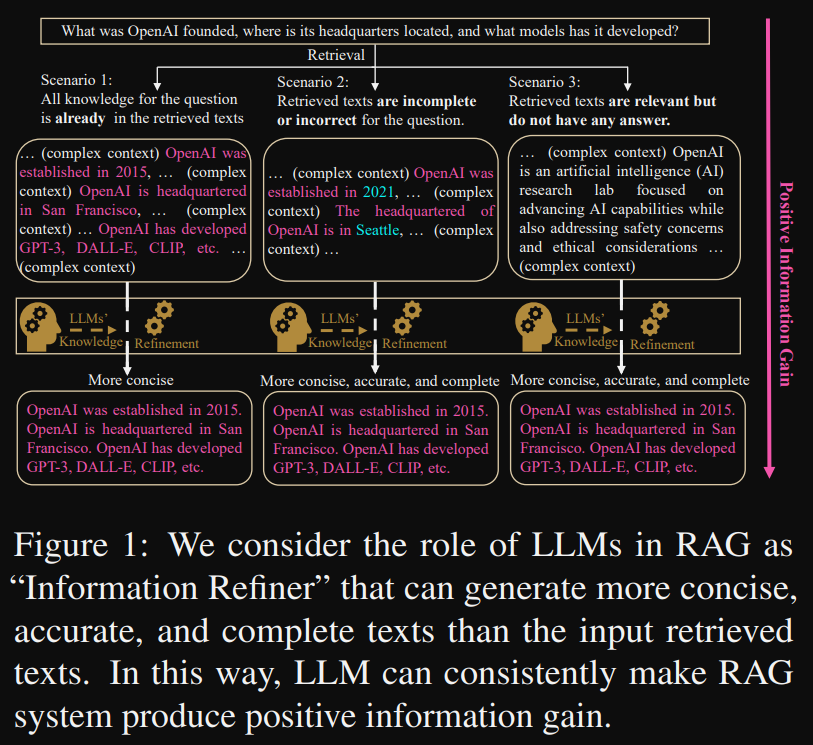 What was OpenAI founded, where is its headquarters located, and what models has it developed?
Retrieval
Scenario 1:
All knowledge for the question
is already in the retrieved texts
Scenario 2:
Retrieved texts are incomplete
or incorrect for the question.
Scenario 3:
Retrieved texts are relevant but
do not have any answer.
… (complex context) OpenAI was
established in 2015, … (complex
context) OpenAI is headquartered
in San Francisco, … (complex
context) … OpenAI has developed
GPT-3, DALL-E, CLIP, etc. …
(complex context)
… (complex context) OpenAI was
established in 2021, … (complex
context) The headquartered of
OpenAI is in Seattle, … (complex
context) …
… (complex context) OpenAI
is an artificial intelligence (AI)
research lab focused on
advancing AI capabilities while
also addressing safety concerns
and ethical considerations …
(complex context)
LLMs'
Knowledge
Refinement
LLMs'
Knowledge
Refinement
LLMs'
Knowledge
Refinement
More concise
More concise, accurate, and complete
More concise, accurate, and complete
OpenAI was established in 2015.
OpenAI is headquartered in San
Francisco. OpenAI has developed
GPT-3, DALL-E, CLIP, etc.
OpenAI was established in 2015.
OpenAI is headquartered in San
Francisco. OpenAI has developed
GPT-3, DALL-E, CLIP, etc.
OpenAI was established in 2015.
OpenAI is headquartered in San
Francisco. OpenAI has developed
GPT-3, DALL-E, CLIP, etc.
Positive Information Gain
Figure 1: We consider the role of LLMs in RAG as
“Information Refiner” that can generate more concise,
accurate, and complete texts than the input retrieved
texts. In this way, LLM can consistently make RAG
system produce positive information gain.